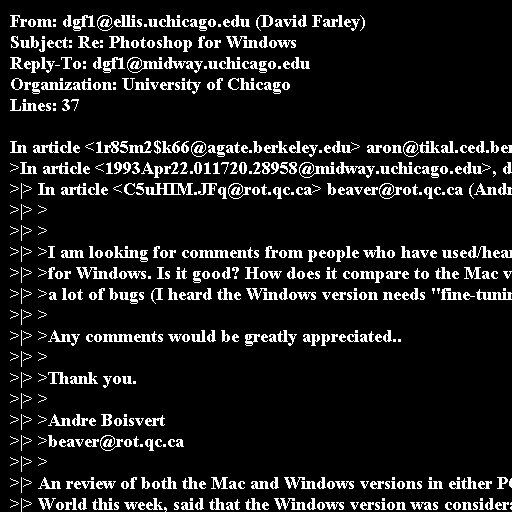 From: dgf1@ellis.uchicago.edu (David Farley)
Subject: Re: Photoshop for Windows
Reply-To: dgf1@midway.uchicago.edu
Organization: University of Chicago
Lines: 37

In article <1r85m2$k66@agate.berkeley.edu> aron@tikal.ced.ber
>In article <1993Apr22.011720.28958@midway.uchicago.edu>, d
>|> In article <C5uHIM.JFq@rot.qc.ca> beaver@rot.qc.ca (Andr
>|> >
>|> >
>|> >I am looking for comments from people who have used/hear
>|> >for Windows. Is it good? How does it compare to the Mac v
>|> >a lot of bugs (I heard the Windows version needs "fine-tunin
>|> >
>|> >Any comments would be greatly appreciated..
>|> >
>|> >Thank you.
>|> >
>|> >Andre Boisvert
>|> >beaver@rot.qc.ca
>|> >
>|> An review of both the Mac and Windows versions in either PC
>|> World this week, said that the Windows version was considera